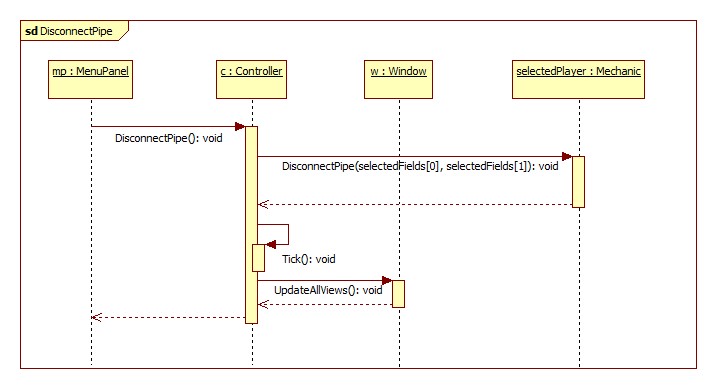 sd DisconnectPipe
mp : MenuPanel
c : Controller
w : Window
selectedPlayer : Mechanic
DisconnectPipe(): void
DisconnectPipe(selectedFields[0], selectedFields[1]): void
Tick(): void
UpdateAllViews(): void